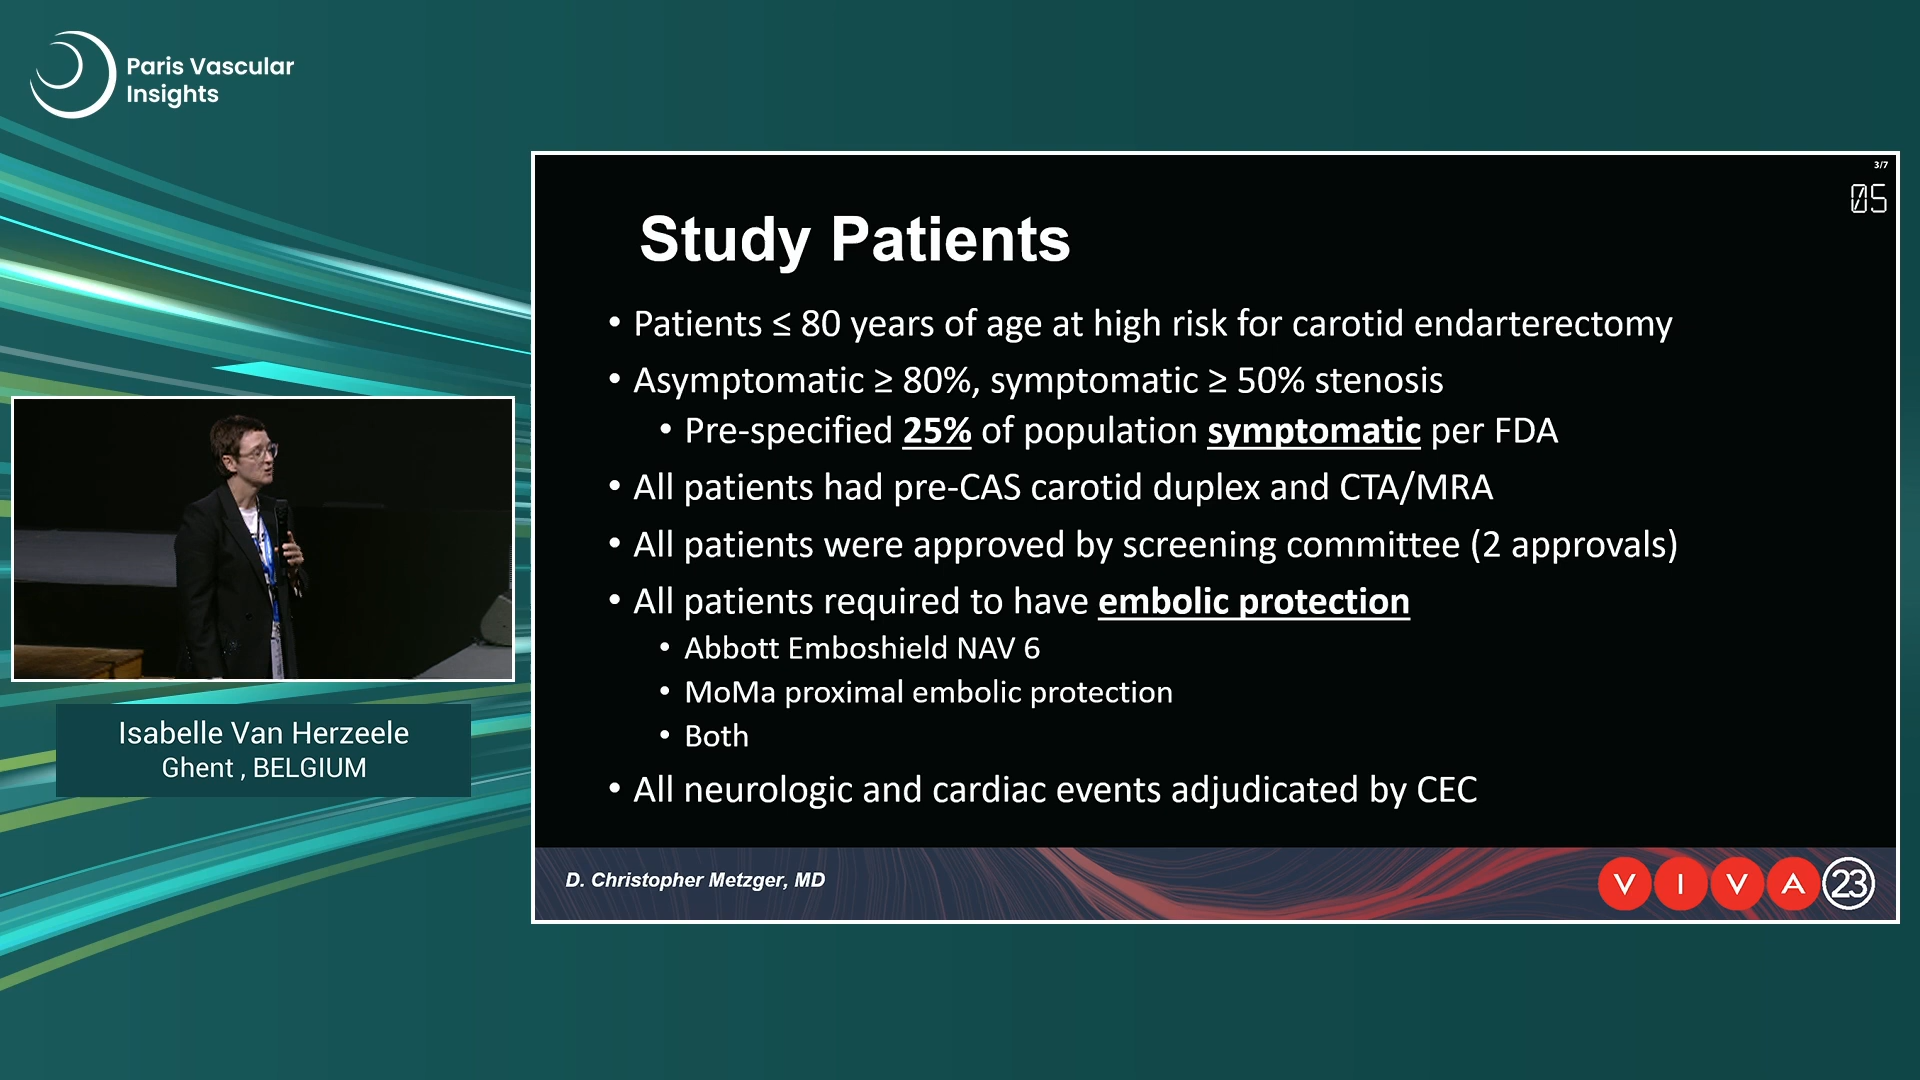 Paris Vascular
Insights
3/7
05
Study Patients
• Patients ≤ 80 years of age at high risk for carotid endarterectomy
• Asymptomatic ≥ 80%, symptomatic ≥ 50% stenosis
• Pre-specified 25% of population symptomatic per FDA
• All patients had pre-CAS carotid duplex and CTA/MRA
• All patients were approved by screening committee (2 approvals)
• All patients required to have embolic protection
• Abbott Emboshield NAV 6
• MoMa proximal embolic protection
• Both
• All neurologic and cardiac events adjudicated by CEC
D. Christopher Metzger, MD
VIVA 23
Isabelle Van Herzeele
Ghent , BELGIUM